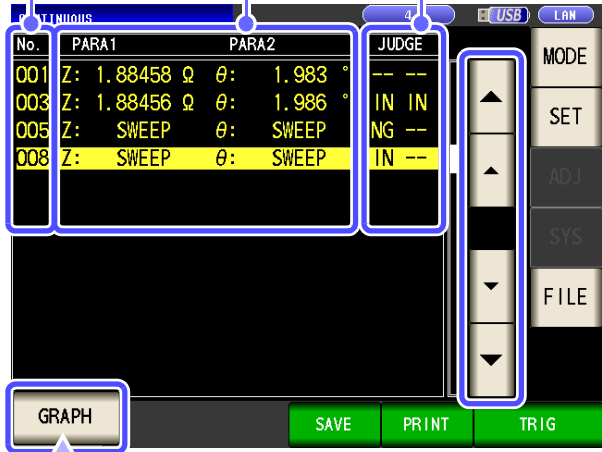 CONTINUOUS 4 USB LAN
No. PARA1 PARA2 JUDGE
001 Z: 1.88458 Ω θ: 1.983 ° -- --
003 Z: 1.88456 Ω θ: 1.986 ° IN IN
005 Z: SWEEP θ: SWEEP NG --
008 Z: SWEEP θ: SWEEP IN --
MODE
SET
ADJ
SYS
FILE
GRAPH SAVE PRINT TRIG